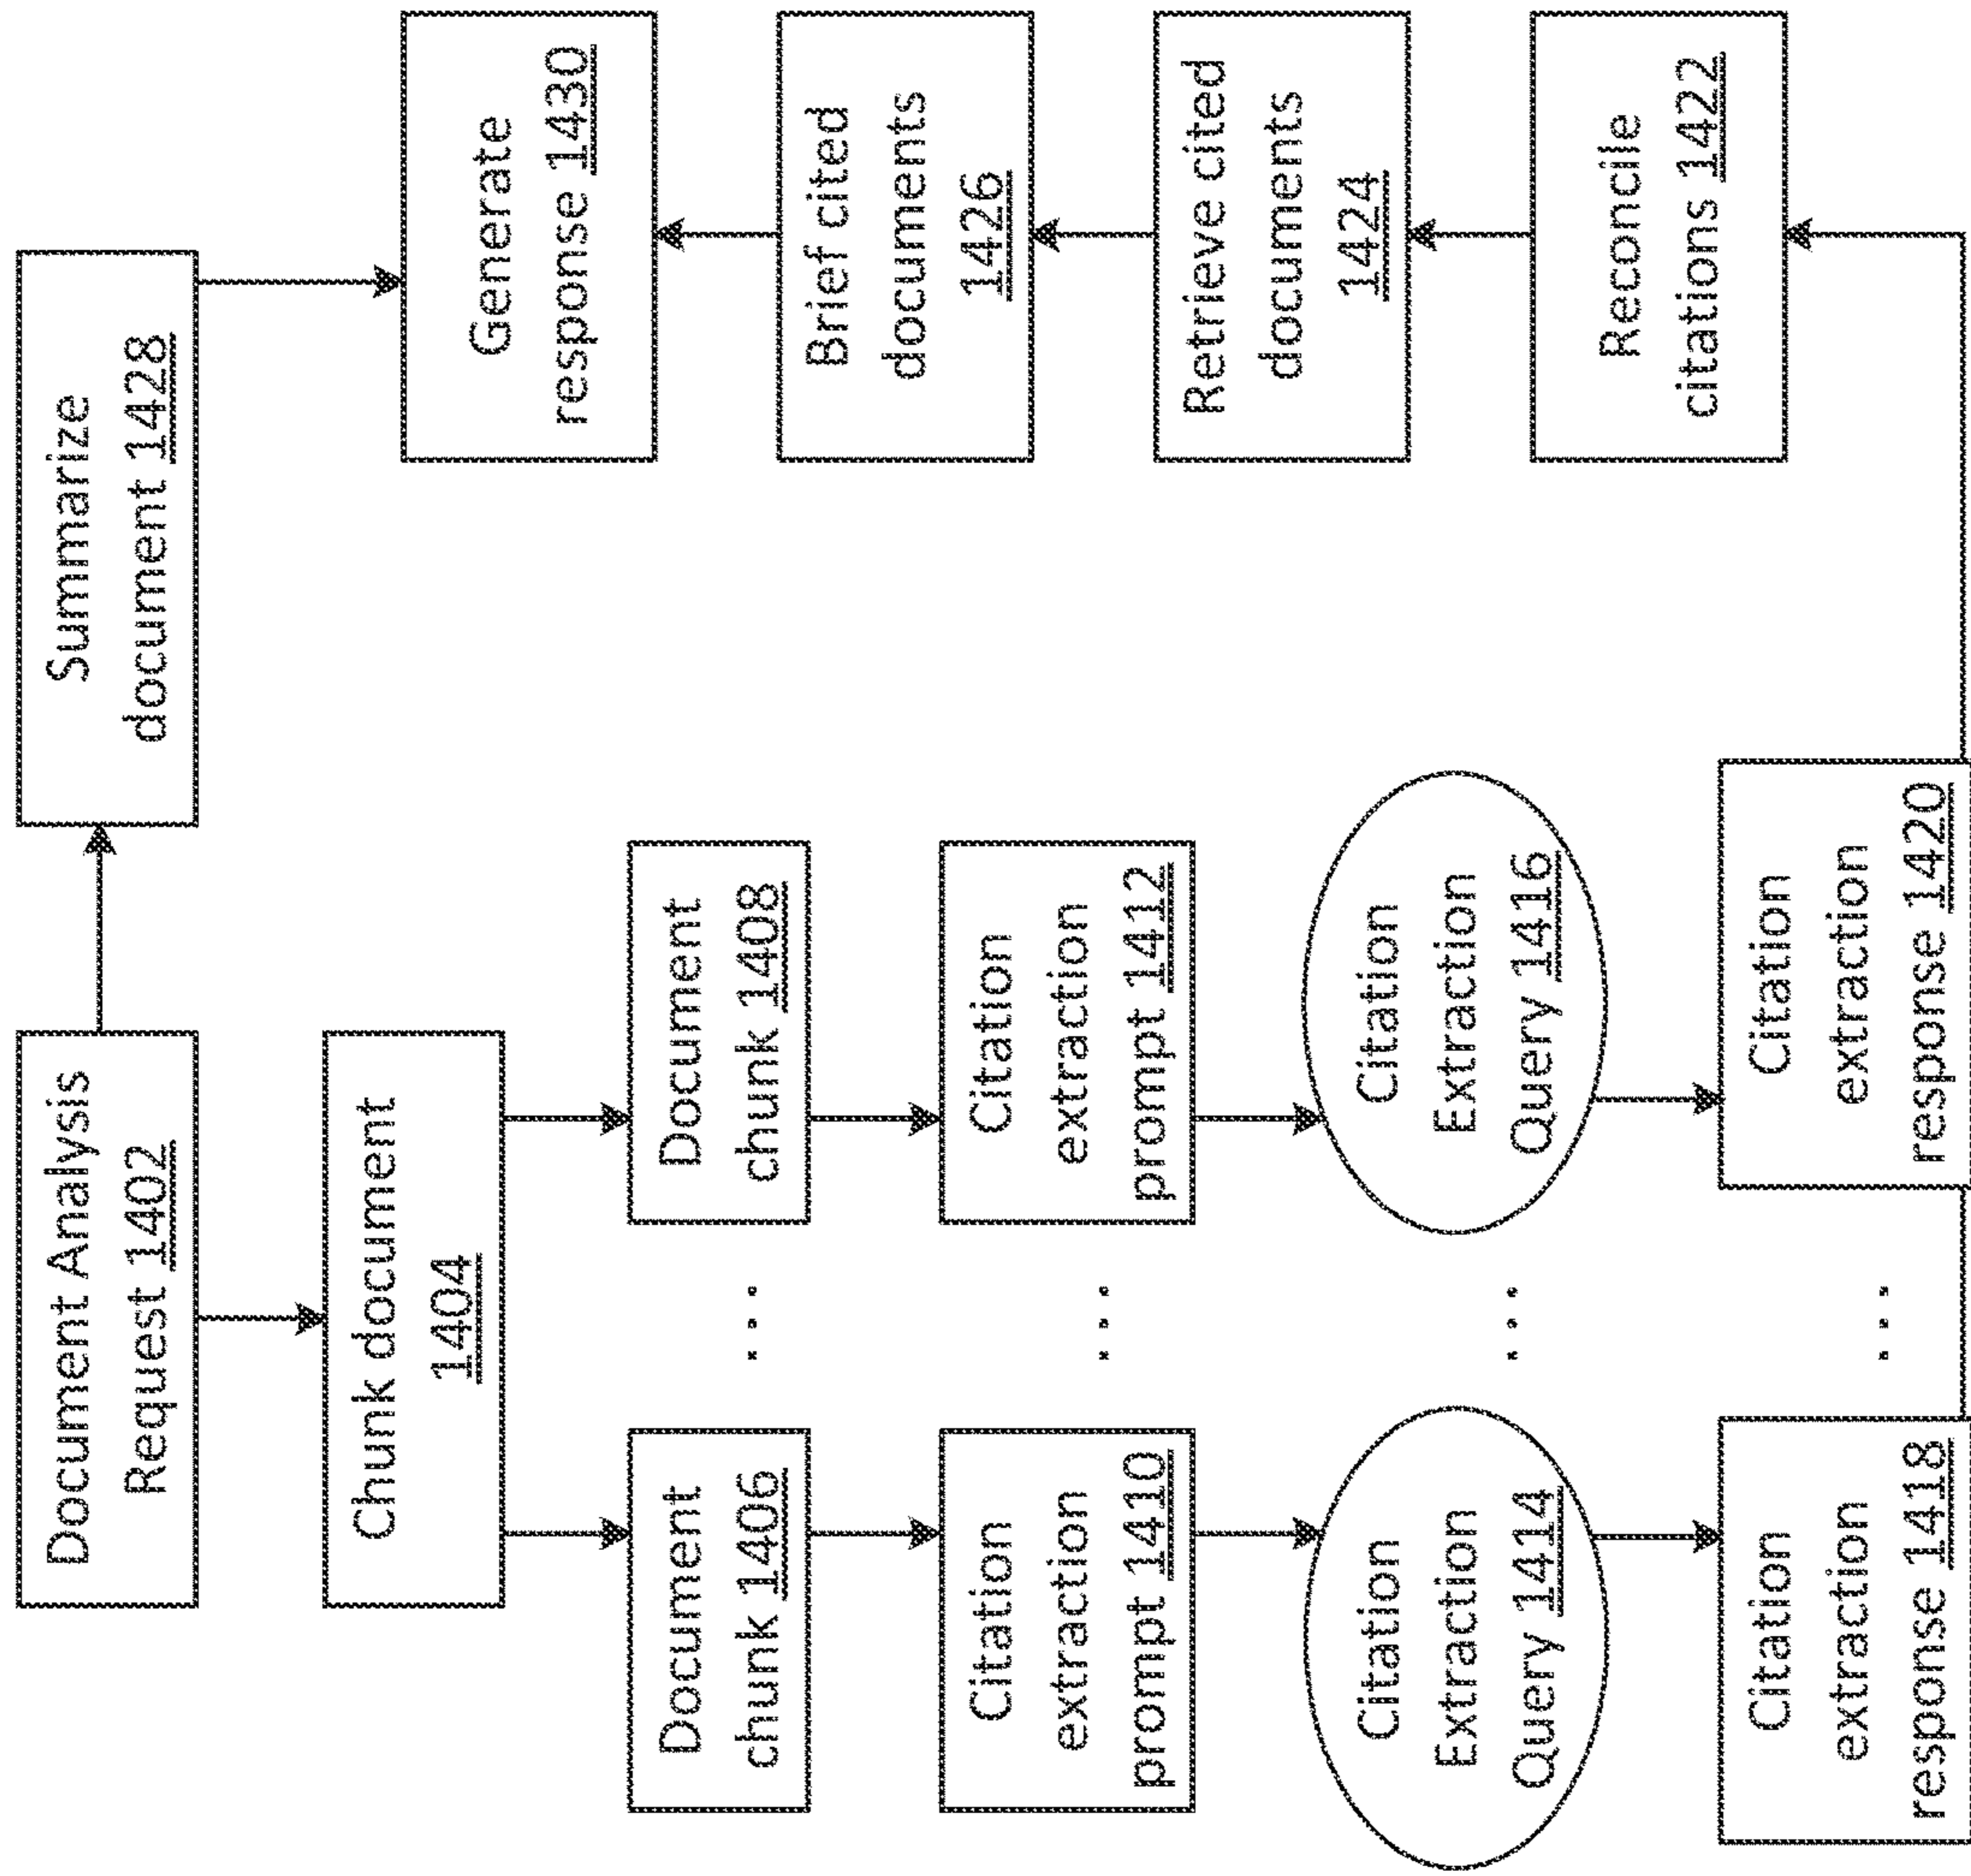 Document Analysis
Request 1402
Summarize
document 1428
Chunk document
1404
Document
chunk 1406
Document
chunk 1408
Citation
extraction
prompt 1410
Citation
extraction
prompt 1412
Citation
Extraction
Query 1414
Citation
Extraction
Query 1416
Citation
extraction
response 1418
Citation
extraction
response 1420
Reconcile
citations 1422
Retrieve cited
documents
1424
Brief cited
documents
1426
Generate
response 1430